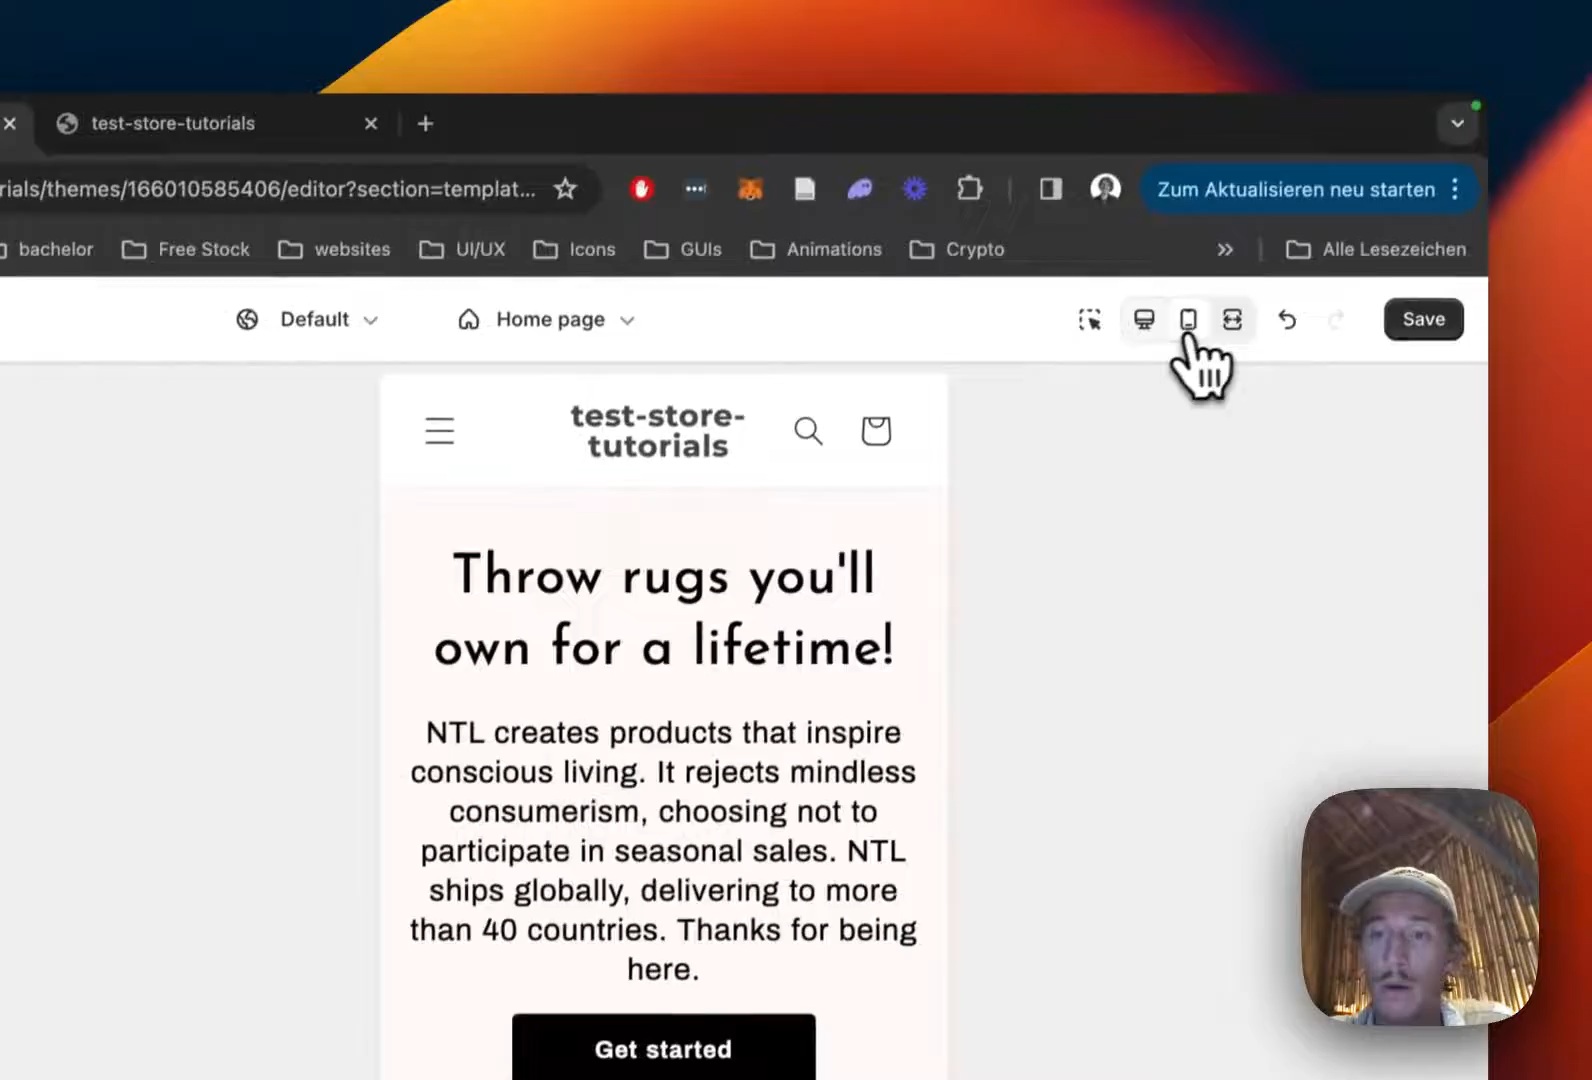 test-store-tutorials
rials/themes/166010585406/editor?section=templat...
Zum Aktualisieren neu starten
bachelor
Free Stock
websites
UI/UX
Icons
GUIs
Animations
Crypto
Alle Lesezeichen
Default
Home page
Save
test-store-
tutorials
Throw rugs you'll
own for a lifetime!
NTL creates products that inspire
conscious living. It rejects mindless
consumerism, choosing not to
participate in seasonal sales. NTL
ships globally, delivering to more
than 40 countries. Thanks for being
here.
Get started